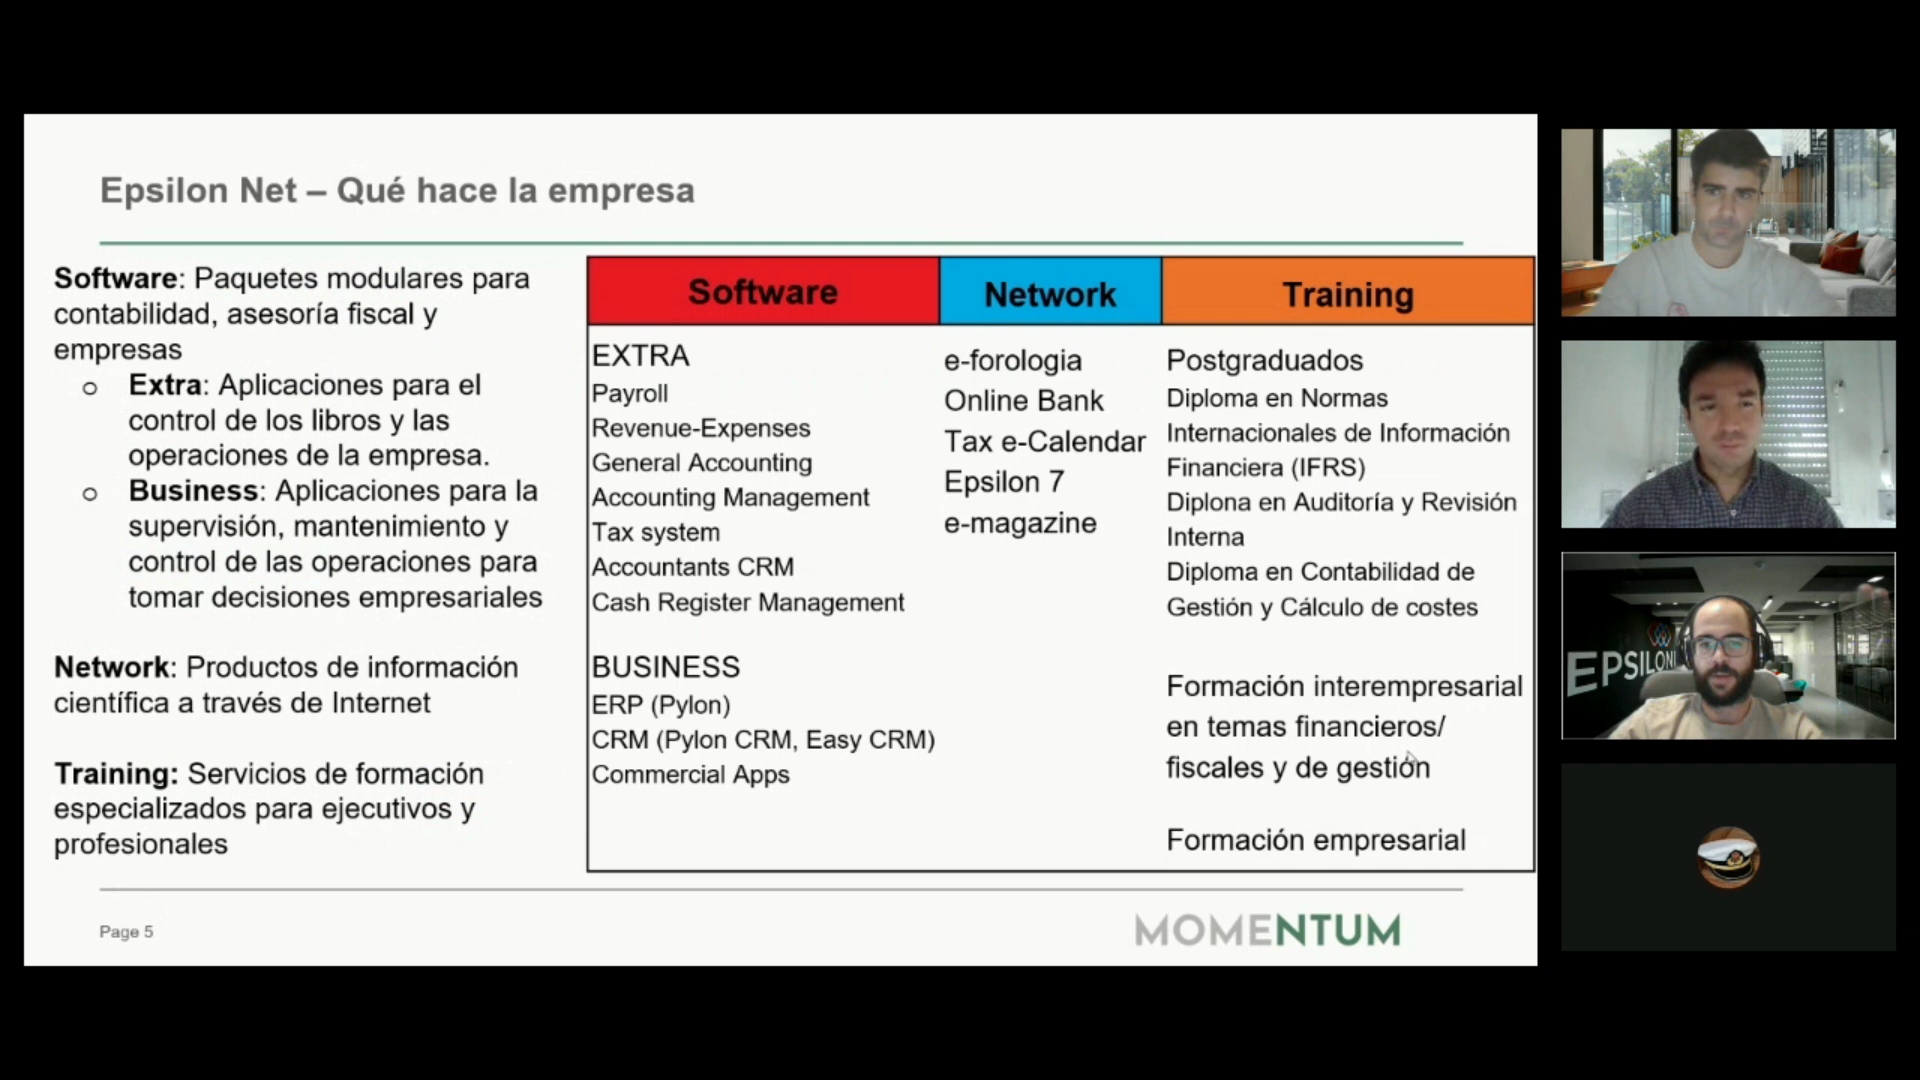 Epsilon Net – Qué hace la empresa
Software: Paquetes modulares para
contabilidad, asesoría fiscal y
empresas
o Extra: Aplicaciones para el
control de los libros y las
operaciones de la empresa.
o Business: Aplicaciones para la
supervisión, mantenimiento y
control de las operaciones para
tomar decisiones empresariales
Network: Productos de información
científica a través de Internet
Training: Servicios de formación
especializados para ejecutivos y
profesionales
Software
EXTRA
Payroll
Revenue-Expenses
General Accounting
Accounting Management
Tax system
Accountants CRM
Cash Register Management
BUSINESS
ERP (Pylon)
CRM (Pylon CRM, Easy CRM)
Commercial Apps
Network
e-forologia
Online Bank
Tax e-Calendar
Epsilon 7
e-magazine
Training
Postgraduados
Diploma en Normas
Internacionales de Información
Financiera (IFRS)
Diplona en Auditoría y Revisión
Interna
Diploma en Contabilidad de
Gestión y Cálculo de costes
Formación interempresarial
en temas financieros/
fiscales y de gestión
Formación empresarial
Page 5
MOMENTUM
EPSILON